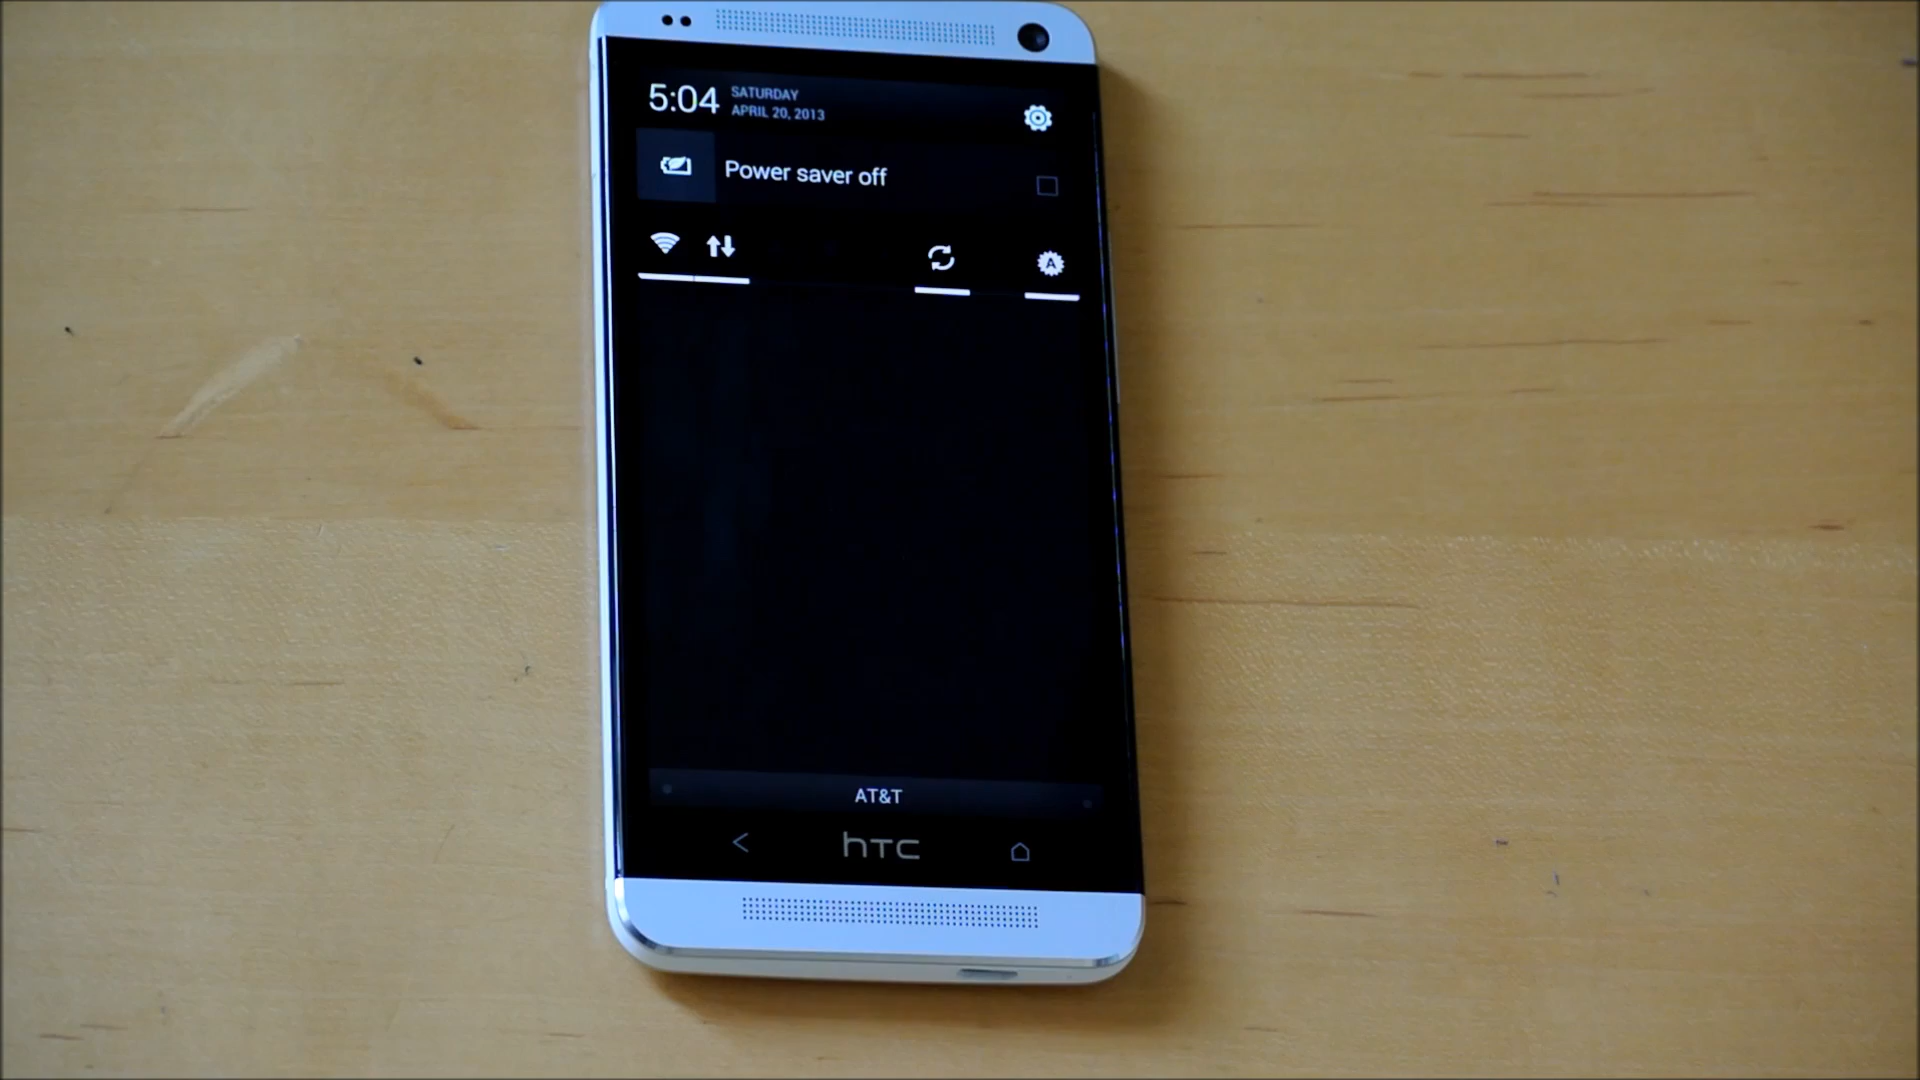 5:04
SATURDAY
APRIL 20, 2013
Power saver off
A
AT&T
hTC